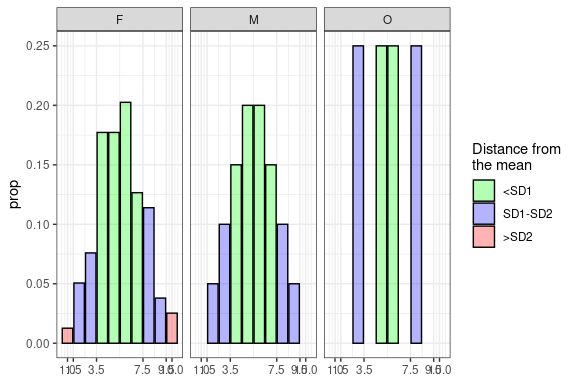 F M O
0.25
0.20
0.15
0.10
0.05
0.00
prop
3.5 7.5
3.5 7.5
3.5 7.5
Distance from
the mean
<SD1
SD1-SD2
>SD2